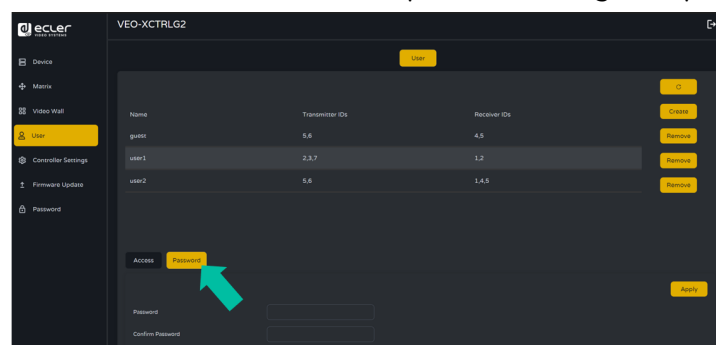 ecler
VIDEO SYSTEMS
VEO-XCTRLG2
Device
Matrix
Video Wall
User
Controller Settings
Firmware Update
Password
User
Name Transmitter IDs Receiver IDs Create
guest 5,6 4,5 Remove
user1 2,3,7 1,2 Remove
user2 5,6 1,4,5 Remove
Access Password
Apply
Password
Confirm Password